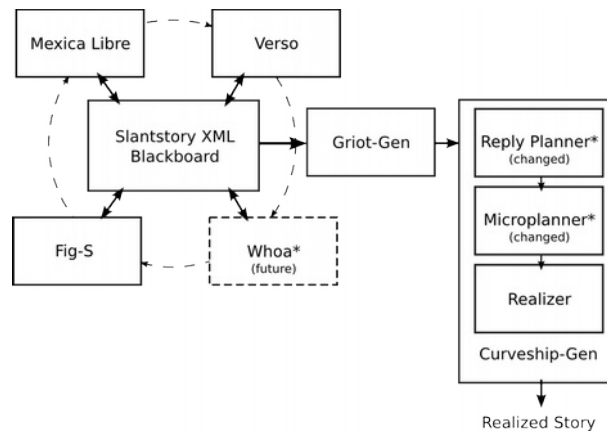 Mexica Libre
Verso
Slantstory XML
Blackboard
Griot-Gen
Reply Planner*
(changed)
Microplanner*
(changed)
Fig-S
Whoa*
(future)
Realizer
Curveship-Gen
Realized Story